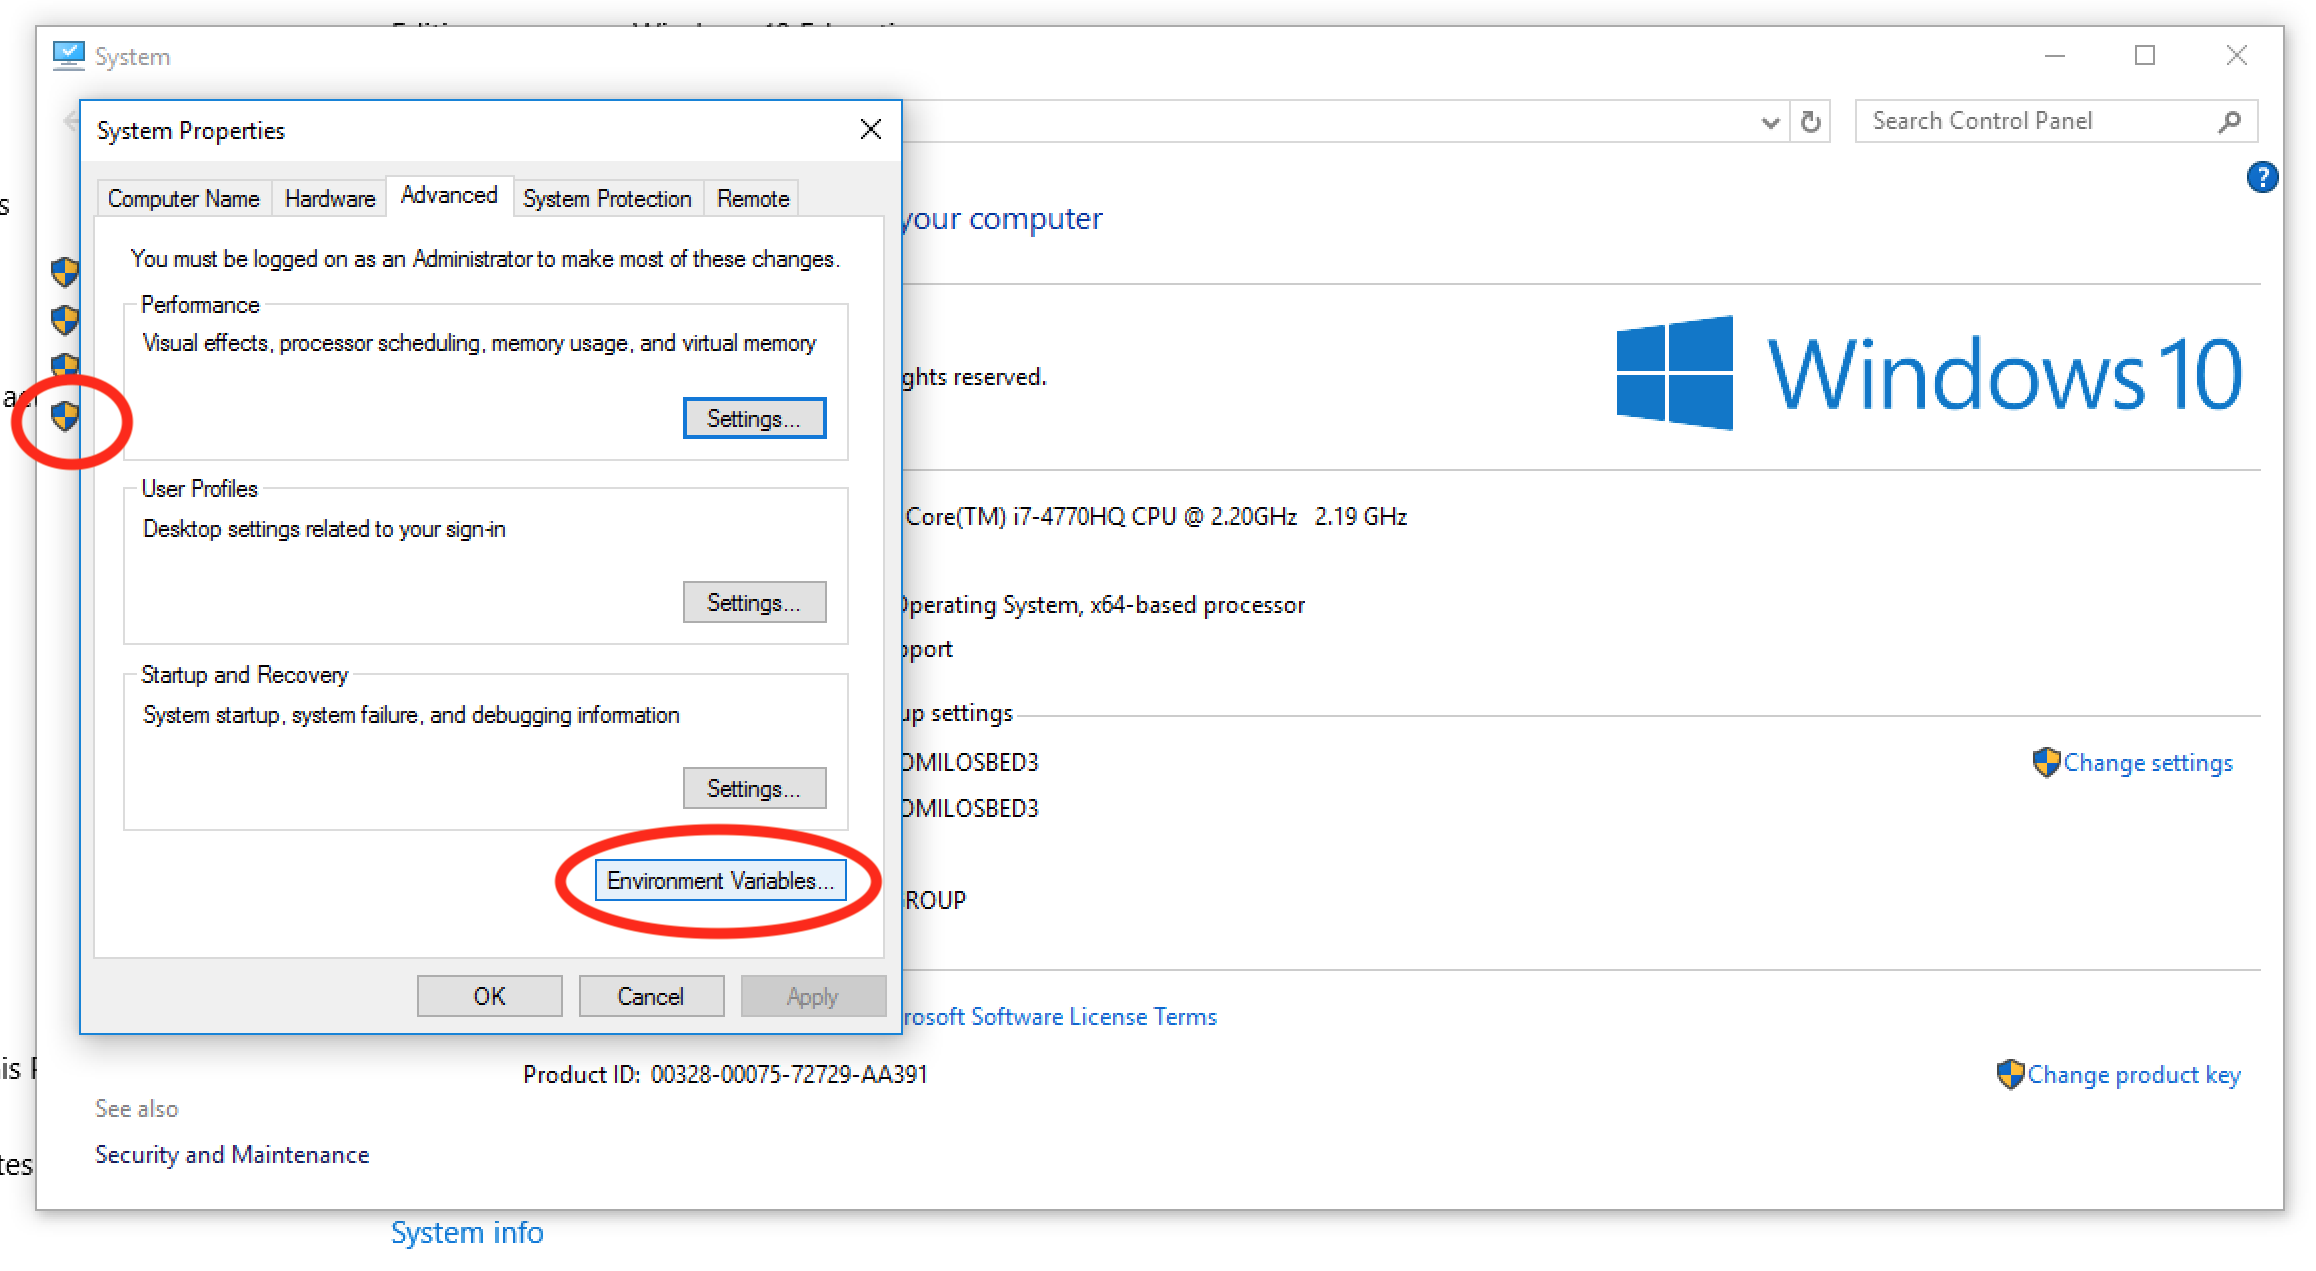 System
System Properties
Search Control Panel
Computer Name Hardware Advanced System Protection Remote
your computer
You must be logged on as an Administrator to make most of these changes.
Performance
Visual effects, processor scheduling, memory usage, and virtual memory
ghts reserved.
Windows 10
Settings...
User Profiles
Desktop settings related to your sign-in
Core(TM) i7-4770HQ CPU @ 2.20GHz 2.19 GHz
Settings...
Operating System, x64-based processor
pport
Startup and Recovery
System startup, system failure, and debugging information
up settings
OMILOSBED3
Change settings
Settings...
OMILOSBED3
Environment Variables...
ROUP
OK Cancel Apply
rosoft Software License Terms
Product ID: 00328-00075-72729-AA391
Change product key
See also
Security and Maintenance
System info